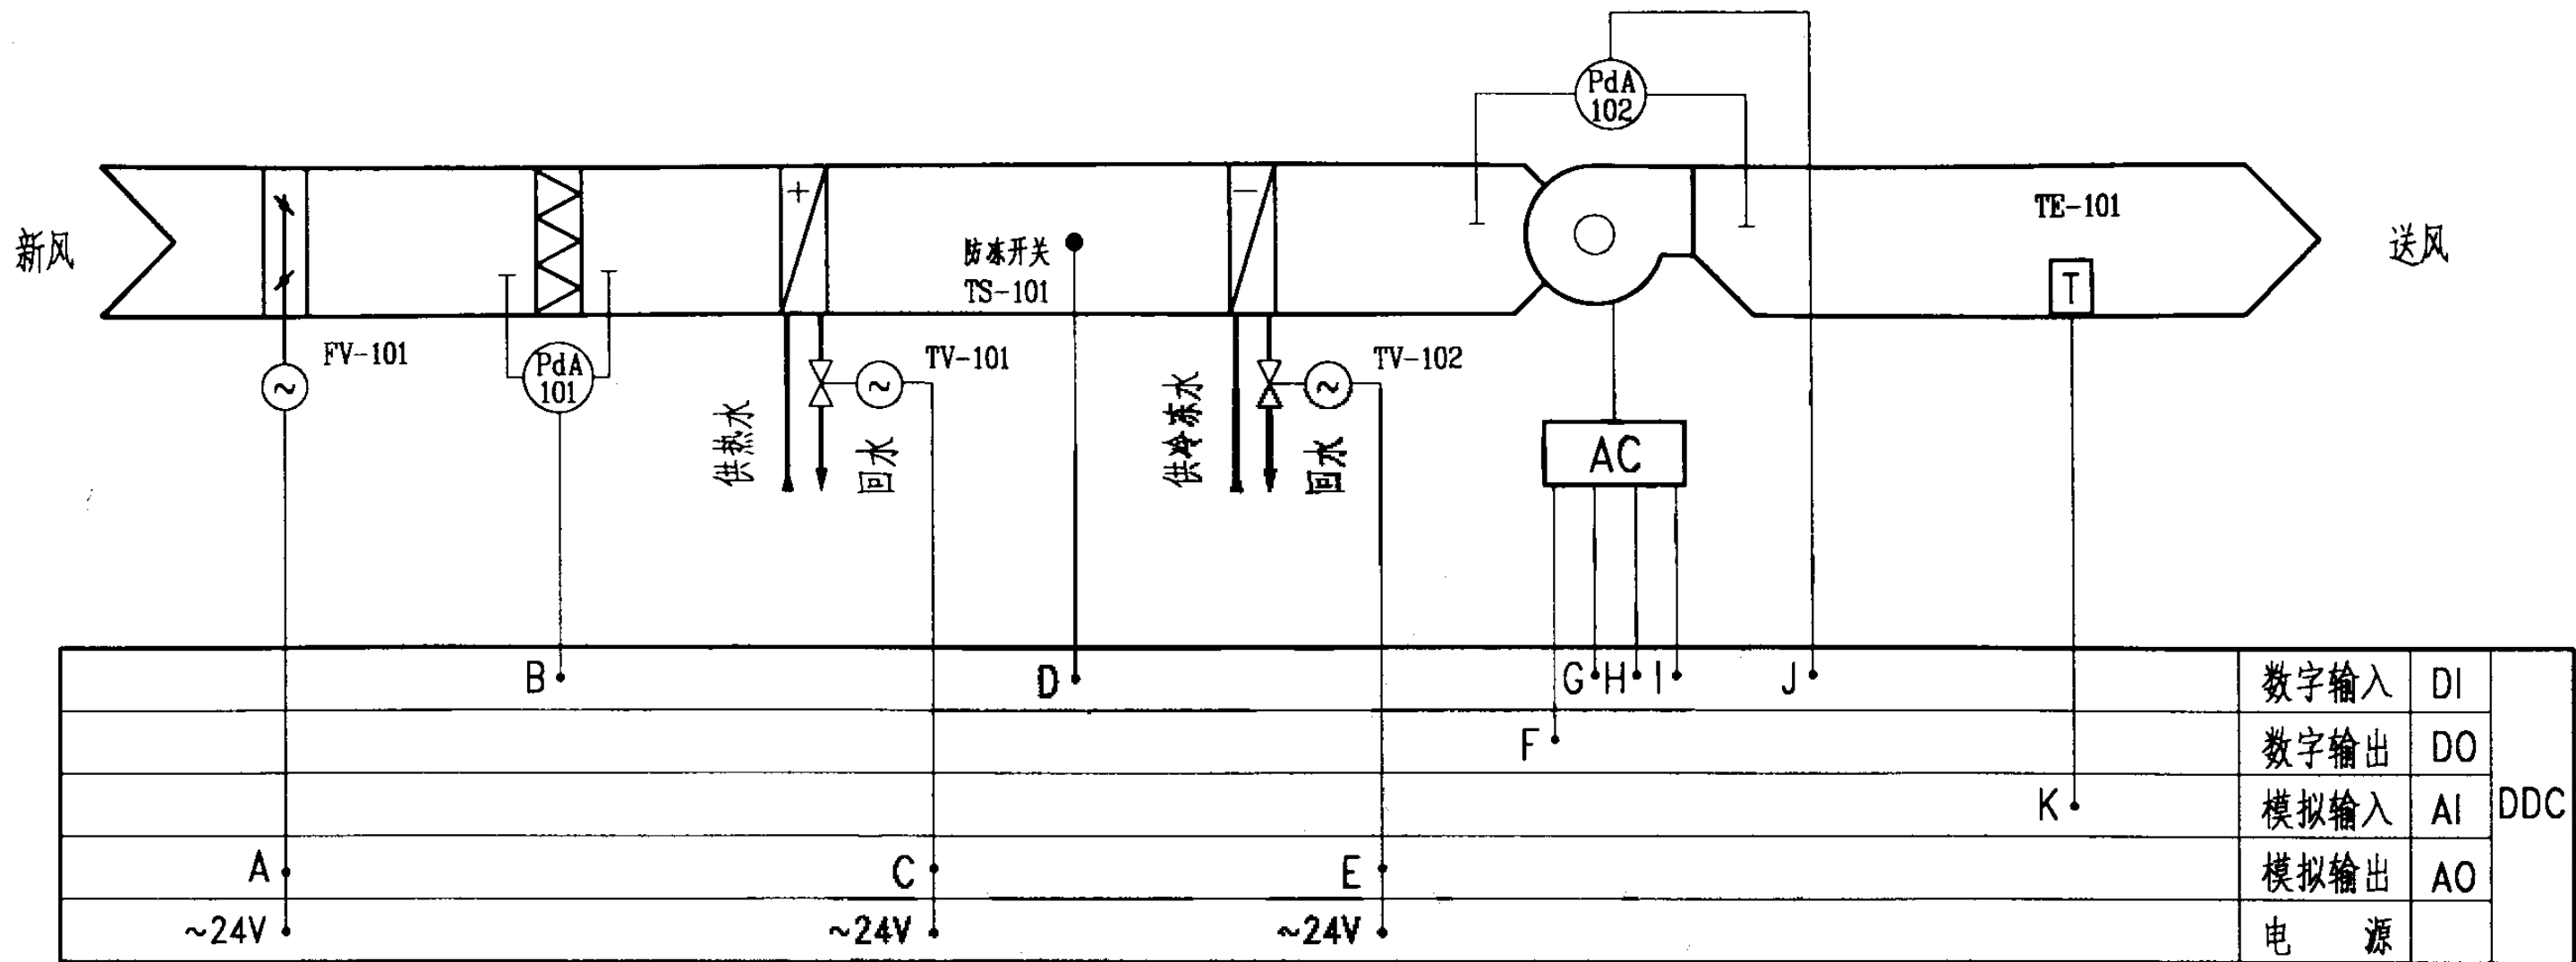 PdA
102
新风
+
防冻开关
TS-101
−
TE-101
T
送风
FV-101
~
PdA
101
TV-101
~
TV-102
~
供热水
回水
供冷冻水
回水
AC
B
D
G
H
I
J
数字输入
DI
F
数字输出
DO
K
模拟输入
AI
DDC
A
C
E
模拟输出
AO
~24V
~24V
~24V
电 源